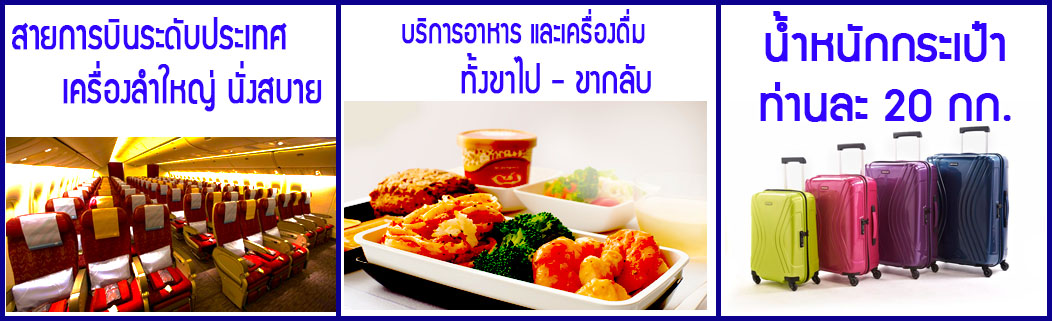 สายการบินระดับประเทศ
เครื่องลำใหญ่ นั่งสบาย
บริการอาหาร และเครื่องดื่ม
ทั้งขาไป - ขากลับ
น้ำหนักกระเป๋า
ท่านละ 20 กก.